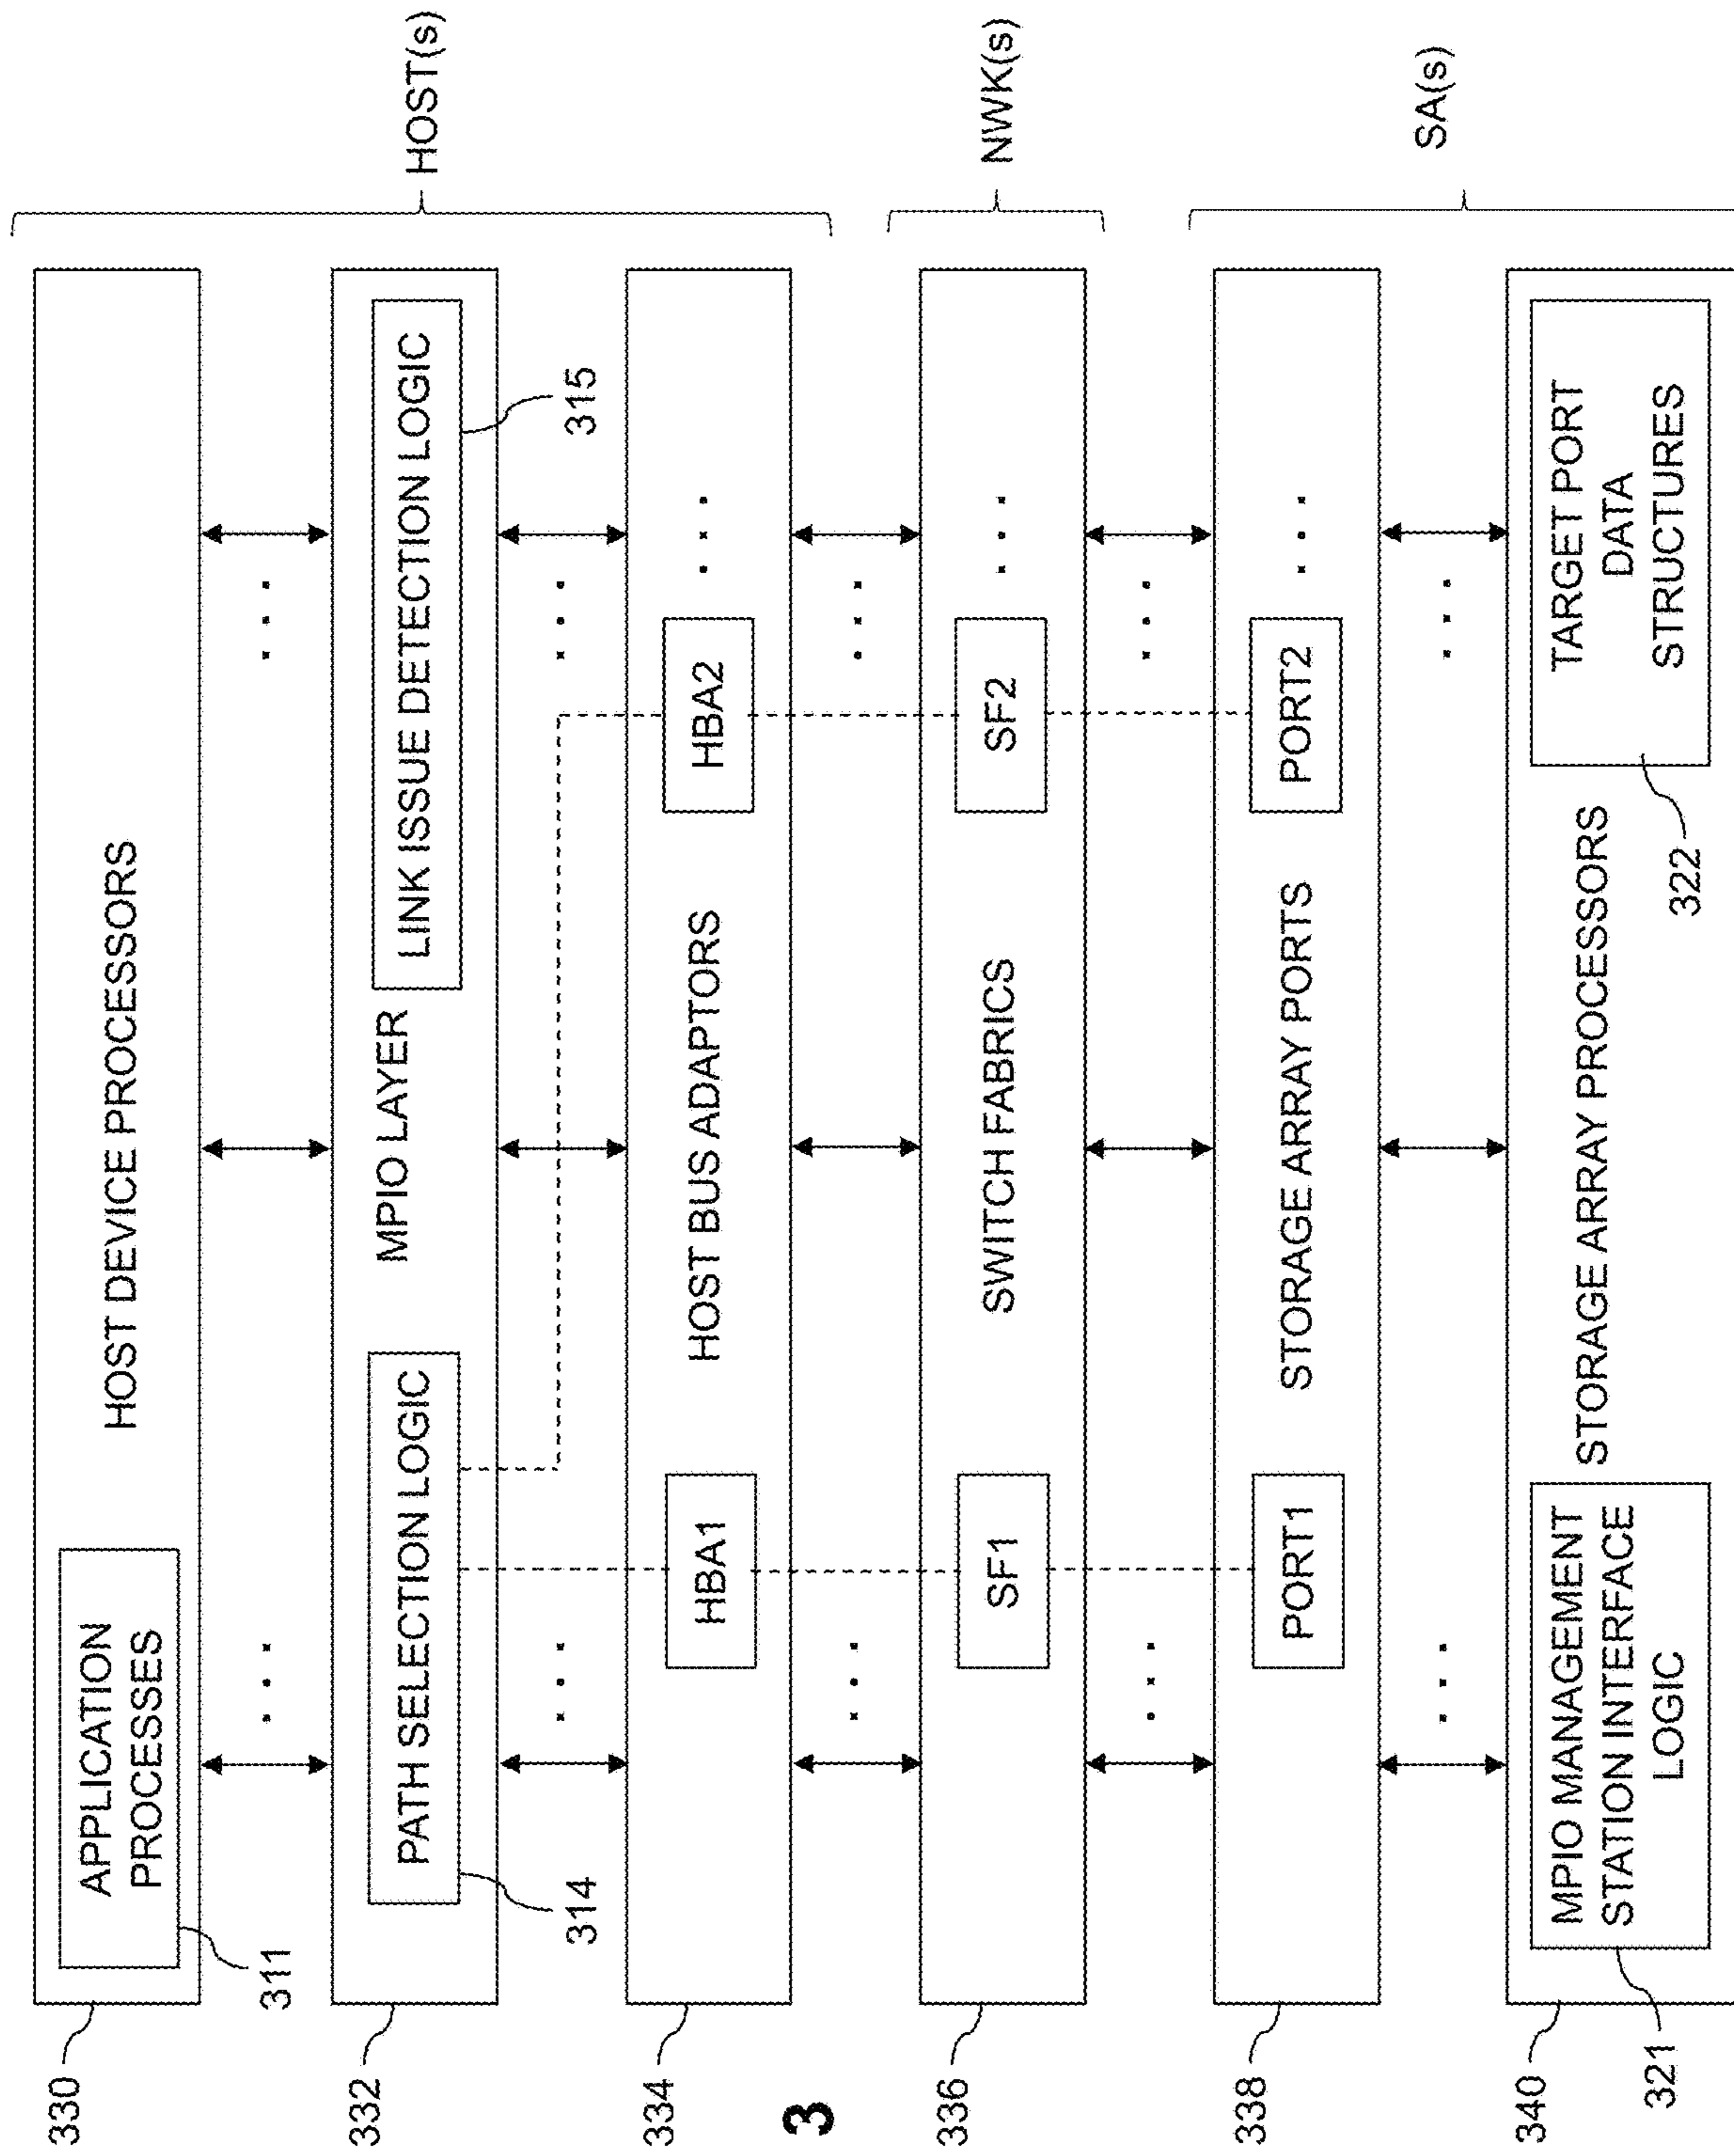 330
HOST DEVICE PROCESSORS
APPLICATION
PROCESSES
311
HOST(s)
332
PATH SELECTION LOGIC
314
MPIO LAYER
LINK ISSUE DETECTION LOGIC
315
334
HBA1
HOST BUS ADAPTORS
HBA2
3
336
SF1
SWITCH FABRICS
SF2
NWK(s)
338
PORT1
STORAGE ARRAY PORTS
PORT2
SA(s)
340
MPIO MANAGEMENT
STATION INTERFACE
LOGIC
321
STORAGE ARRAY PROCESSORS
TARGET PORT
DATA
STRUCTURES
322